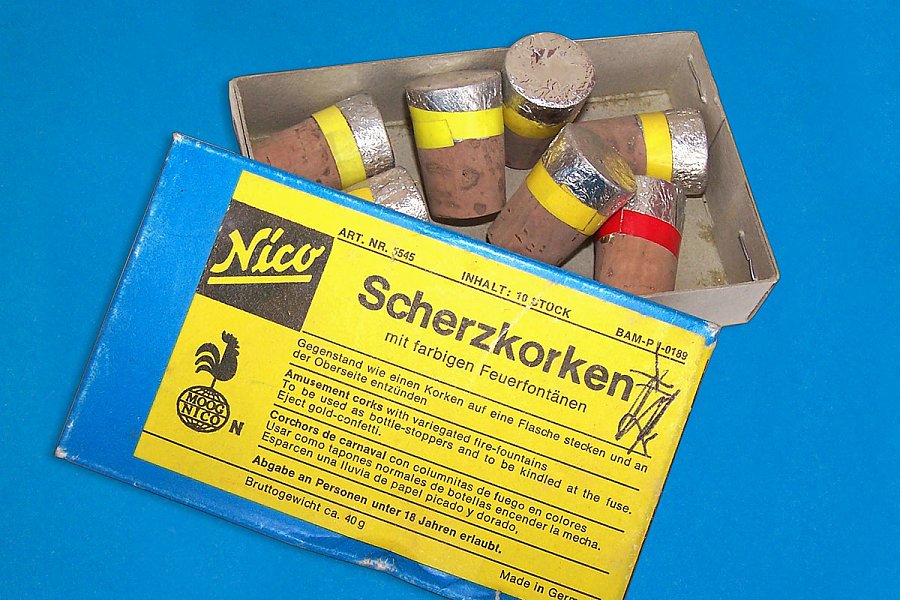 Nico
ART. NR. 5545 INHALT: 10 STÜCK BAM-P I-0189
Scherzkorken
mit farbigen Feuerfontänen
Gegenstand wie einen Korken auf eine Flasche stecken und an
der Oberseite entzünden
Amusement corks with variegated fire-fountains
To be used as bottle-stoppers and to be kindled at the fuse.
Eject gold-confetti.
Corchos de carnaval con columnitas de fuego en colores
Usar como tapones normales de botellas encender la mecha.
Esparcen una lluvia de papel picado y dorado,
Abgabe an Personen unter 18 Jahren erlaubt.
Bruttogewicht ca. 40g
Made in Germ
MOOG
NICO
N